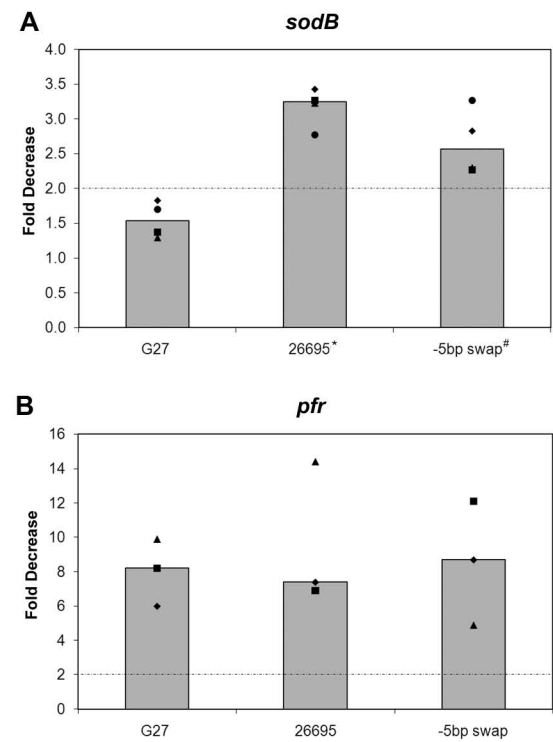 A
sodB
4.0
3.5
3.0
2.5
2.0
1.5
1.0
0.5
0.0
Fold Decrease
G27
26695*
-5bp swap#
B
pfr
16
14
12
10
8
6
4
2
0
Fold Decrease
G27
26695
-5bp swap